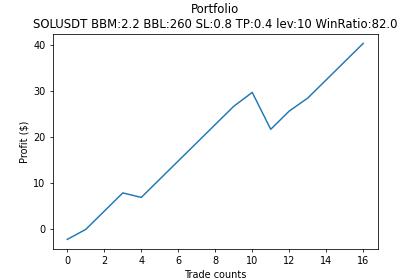 Portfolio
SOLUSDT BBM:2.2 BBL:260 SL:0.8 TP:0.4 lev:10 WinRatio:82.0
40
30
20
10
0
Profit ($)
0 2 4 6 8 10 12 14 16
Trade counts